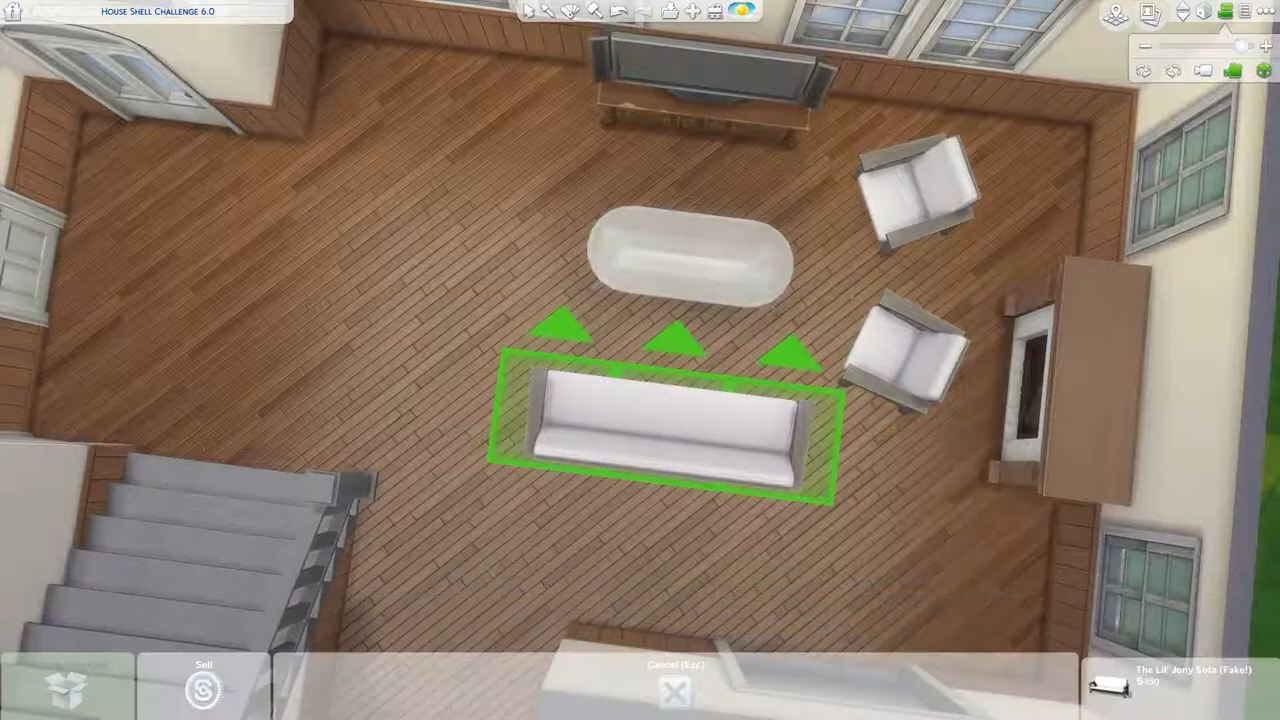 HOUSE SHELL CHALLENGE 6.0
Sell
Cancel (Esc)
The Lil' Jony Sofa (Fake!)